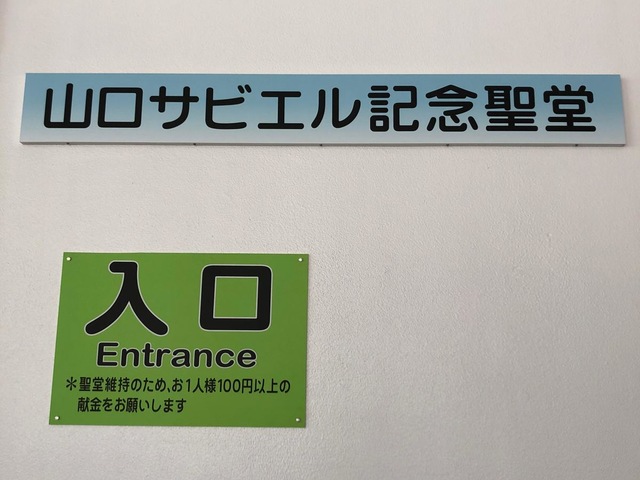 山口サビエル記念聖堂
入口
Entrance
＊聖堂維持のため、お1人様100円以上の
献金をお願いします